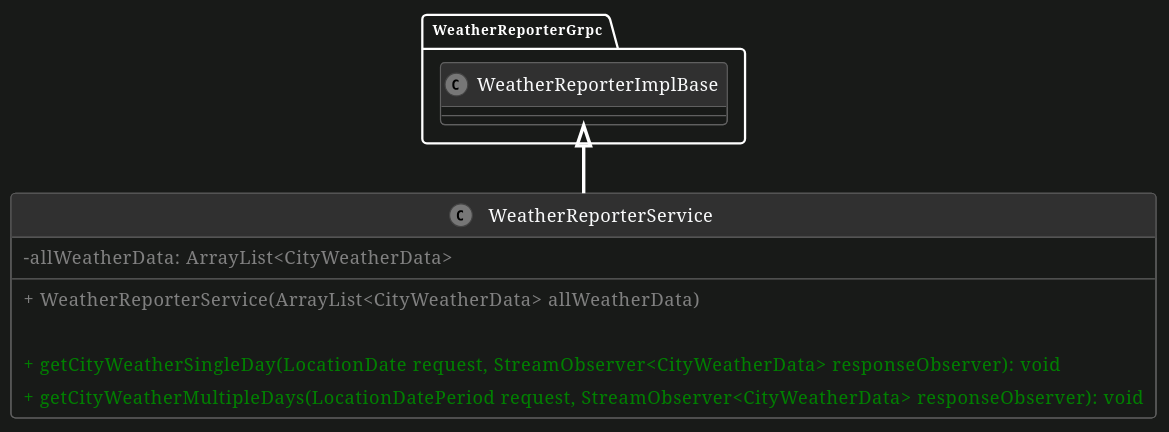 WeatherReporterGrpc
C WeatherReporterImplBase
C WeatherReporterService
-allWeatherData: ArrayList<CityWeatherData>
+ WeatherReporterService(ArrayList<CityWeatherData> allWeatherData)
+ getCityWeatherSingleDay(LocationDate request, StreamObserver<CityWeatherData> responseObserver): void
+ getCityWeatherMultipleDays(LocationDatePeriod request, StreamObserver<CityWeatherData> responseObserver): void